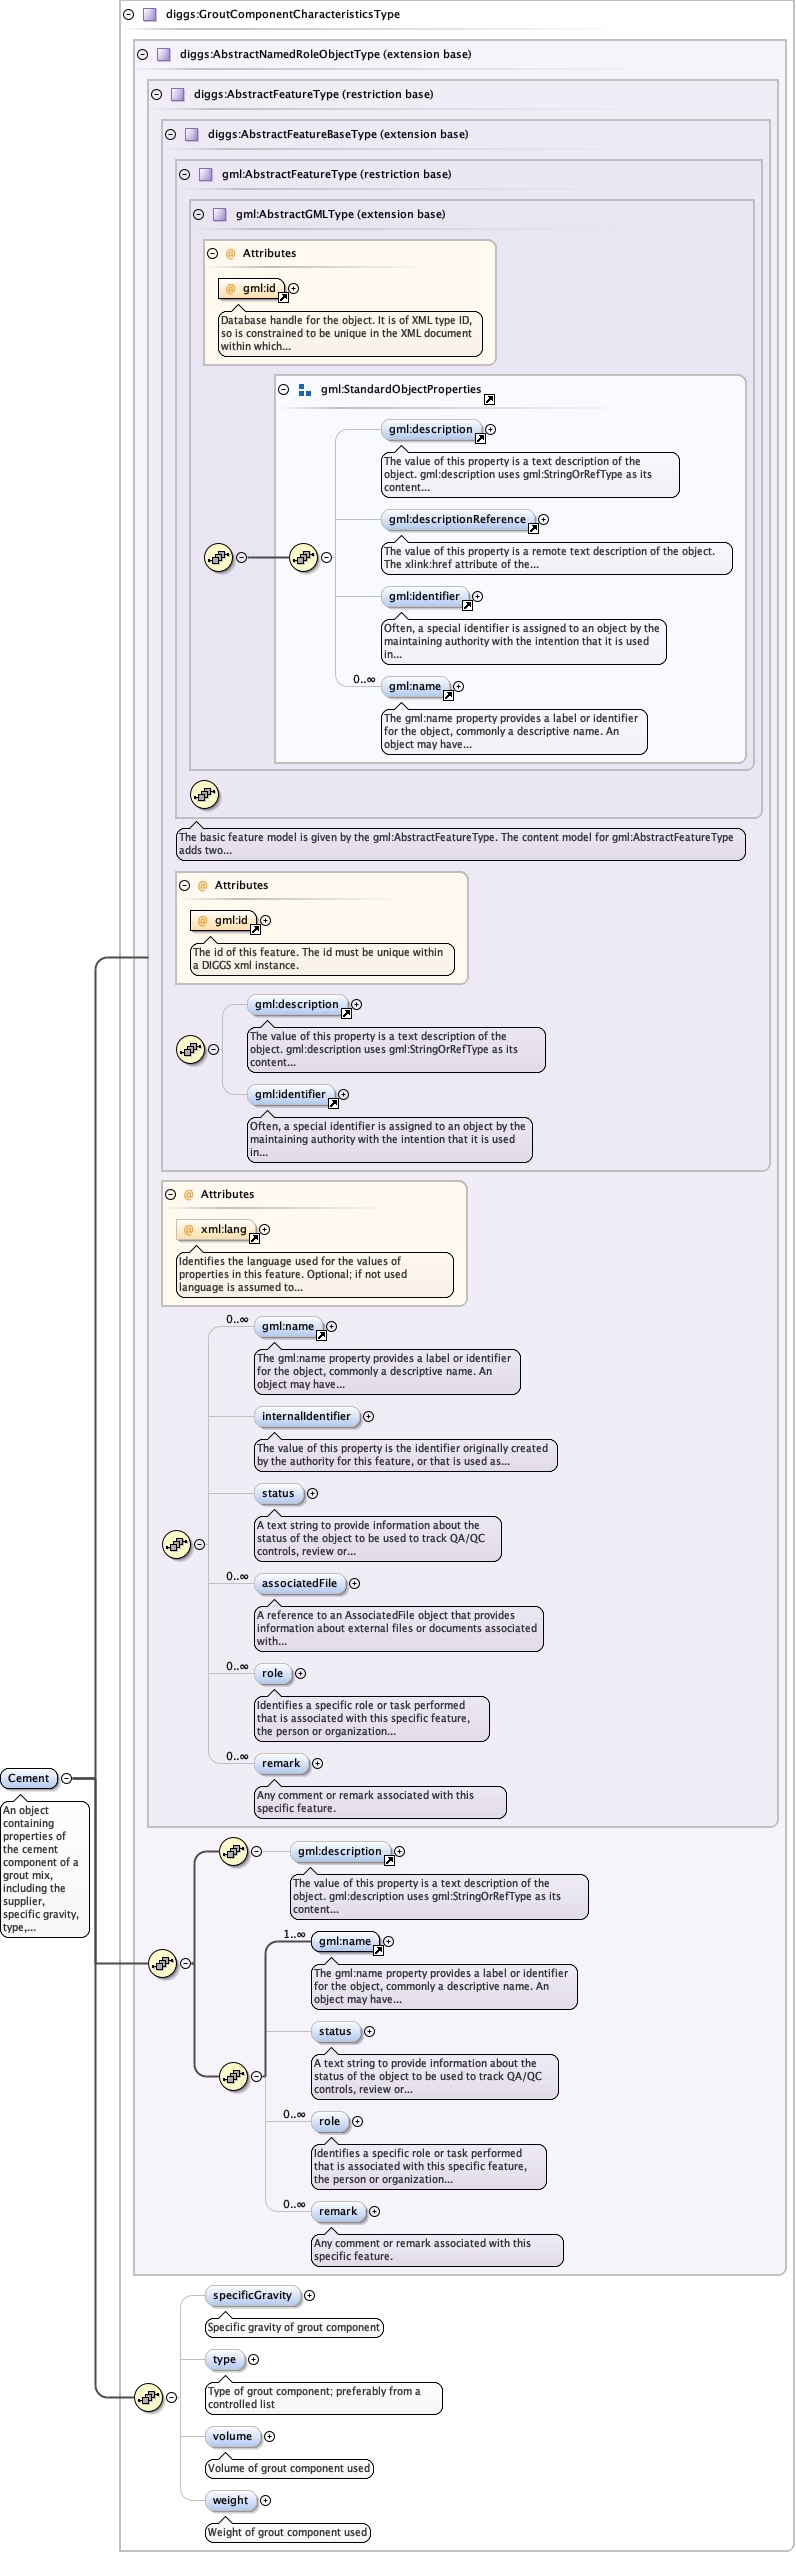 diggs:GroutComponentCharacteristicsType
diggs:AbstractNamedRoleObjectType (extension base)
diggs:AbstractFeatureType (restriction base)
diggs:AbstractFeatureBaseType (extension base)
gml:AbstractFeatureType (restriction base)
gml:AbstractGMLType (extension base)
@ Attributes
@ gml:id
Database handle for the object. It is of XML type ID,
so is constrained to be unique in the XML document
within which...
gml:StandardObjectProperties
gml:description
The value of this property is a text description of the
object. gml:description uses gml:StringOrRefType as its
content...
gml:descriptionReference
The value of this property is a remote text description of the object.
The xlink:href attribute of the...
gml:identifier
Often, a special identifier is assigned to an object by the
maintaining authority with the intention that it is used
in...
0..∞
gml:name
The gml:name property provides a label or identifier
for the object, commonly a descriptive name. An
object may have...
The basic feature model is given by the gml:AbstractFeatureType. The content model for gml:AbstractFeatureType
adds two...
@ Attributes
@ gml:id
The id of this feature. The id must be unique within
a DIGGS xml instance.
gml:description
The value of this property is a text description of the
object. gml:description uses gml:StringOrRefType as its
content...
gml:identifier
Often, a special identifier is assigned to an object by the
maintaining authority with the intention that it is used
in...
@ Attributes
@ xml:lang
Identifies the language used for the values of
properties in this feature. Optional; if not used
language is assumed to...
0..∞
gml:name
The gml:name property provides a label or identifier
for the object, commonly a descriptive name. An
object may have...
internalIdentifier
The value of this property is the identifier originally created
by the authority for this feature, or that is used as...
status
A text string to provide information about the
status of the object to be used to track QA/QC
controls, review or...
0..∞
associatedFile
A reference to an AssociatedFile object that provides
information about external files or documents associated
with...
0..∞
role
Identifies a specific role or task performed
that is associated with this specific feature,
the person or organization...
0..∞
remark
Any comment or remark associated with this
specific feature.
Cement
An object
containing
properties of
the cement
component of a
grout mix,
including the
supplier,
specific gravity,
type,...
gml:description
The value of this property is a text description of the
object. gml:description uses gml:StringOrRefType as its
content...
1..∞
gml:name
The gml:name property provides a label or identifier
for the object, commonly a descriptive name. An
object may have...
status
A text string to provide information about the
status of the object to be used to track QA/QC
controls, review or...
0..∞
role
Identifies a specific role or task performed
that is associated with this specific feature,
the person or organization...
0..∞
remark
Any comment or remark associated with this
specific feature.
specificGravity
Specific gravity of grout component
type
Type of grout component; preferably from a
controlled list
volume
Volume of grout component used
weight
Weight of grout component used